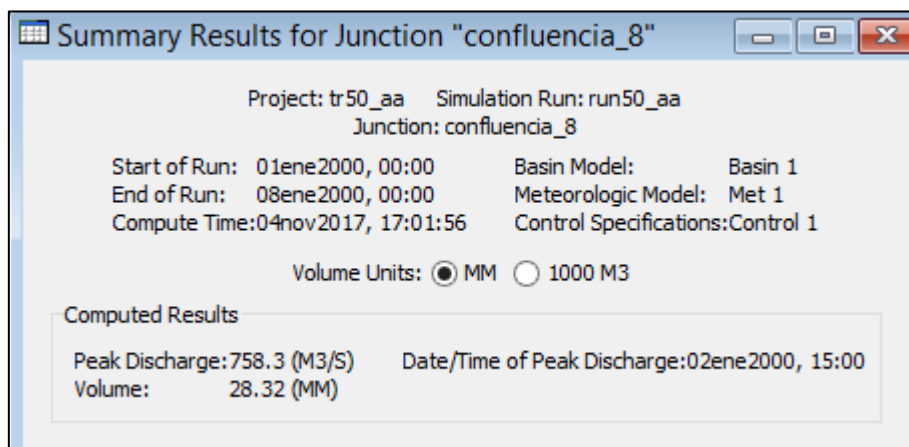 Summary Results for Junction "confluencia_8"
Project: tr50_aa Simulation Run: run50_aa
Junction: confluencia_8
Start of Run: 01ene2000, 00:00 Basin Model: Basin 1
End of Run: 08ene2000, 00:00 Meteorologic Model: Met 1
Compute Time:04nov2017, 17:01:56 Control Specifications:Control 1
Volume Units: MM 1000 M3
Computed Results
Peak Discharge:758.3 (M3/S) Date/Time of Peak Discharge:02ene2000, 15:00
Volume: 28.32 (MM)